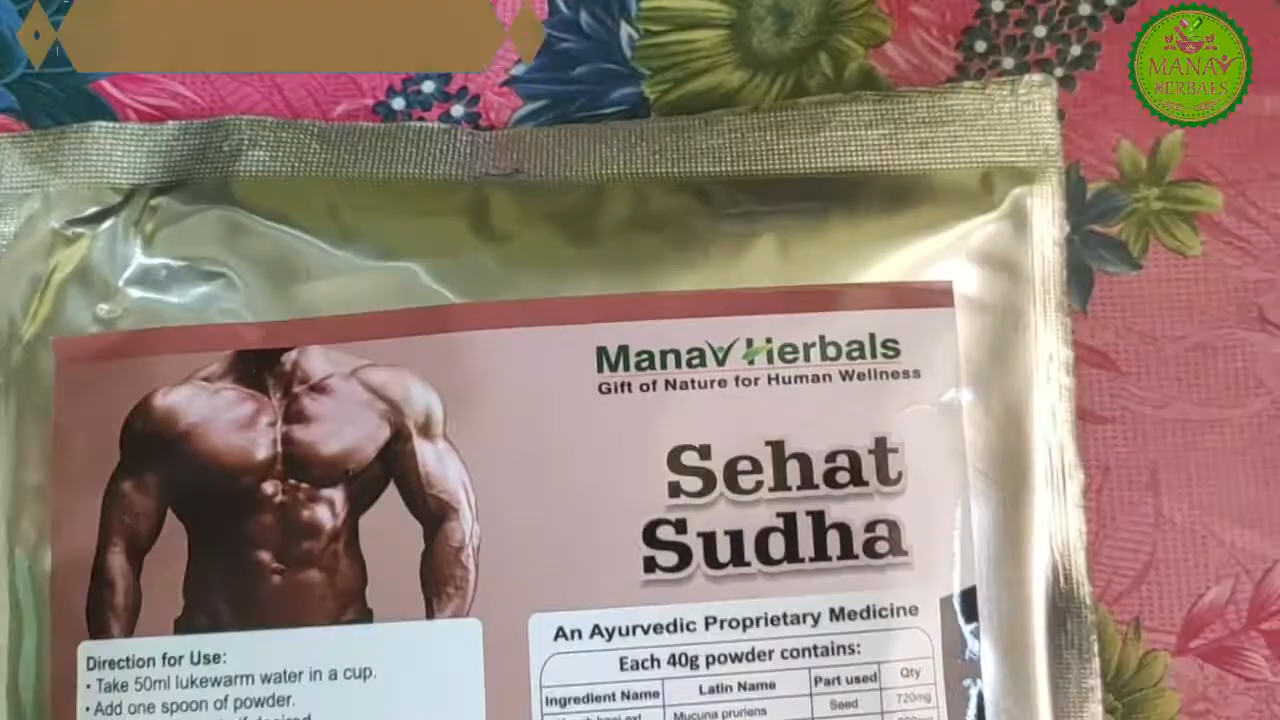 MANAV
HERBALS
Manav Herbals
Gift of Nature for Human Wellness
Sehat
Sudha
An Ayurvedic Proprietary Medicine
Each 40g powder contains:
Ingredient Name Latin Name Part used Qty
Mucuna pruriens Seed 720mg
Direction for Use:
• Take 50ml lukewarm water in a cup.
• Add one spoon of powder.
if desired